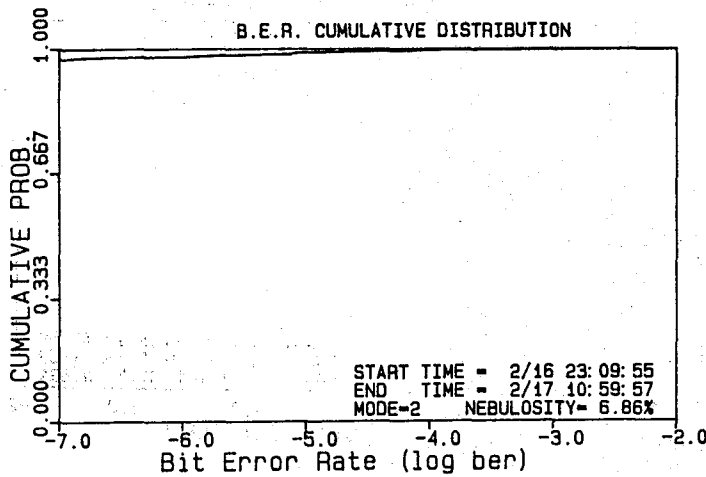 B.E.R. CUMULATIVE DISTRIBUTION
CUMULATIVE PROB.
1.000
0.667
0.333
0.000
START TIME = 2/16 23:09:55
END TIME = 2/17 10:59:57
MODE=2 NEBULOSITY= 6.86%
-7.0 -6.0 -5.0 -4.0 -3.0 -2.0
Bit Error Rate (log ber)